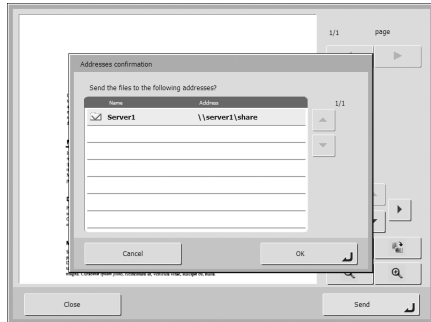 1/1 page
Addresses confirmation
Send the files to the following addresses?
Name Address
1/1
Server1 \\server1\share
Cancel OK
Close Send